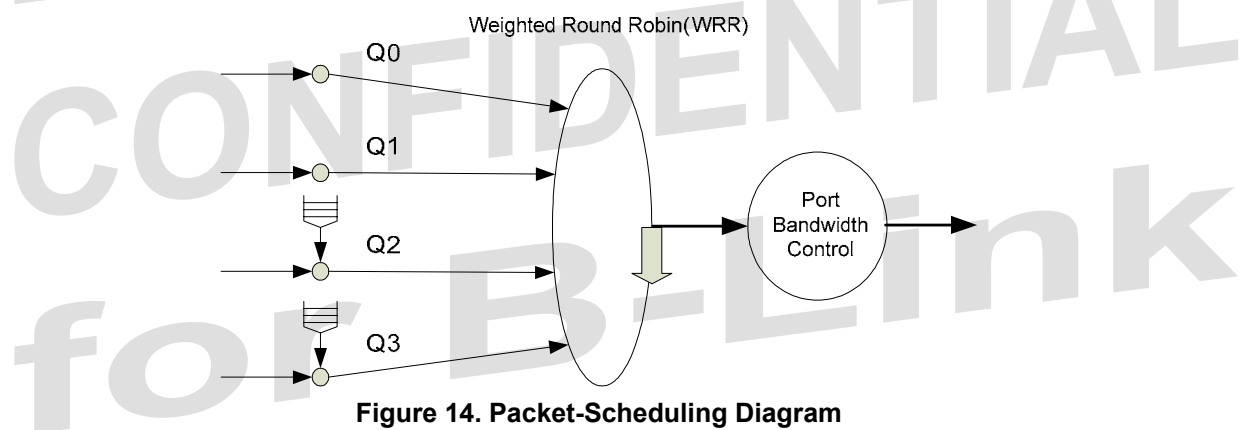 Weighted Round Robin(WRR)
Q0
Q1
Q2
Q3
Port
Bandwidth
Control
CONFIDENTIAL
for B-Link
Figure 14. Packet-Scheduling Diagram